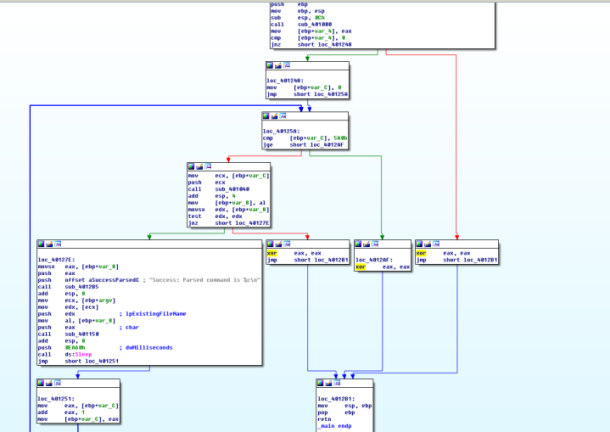 push ebp
mov ebp, esp
sub esp, 0Ch
call sub_401000
mov [ebp+var_4], eax
cmp [ebp+var_4], 0
jnz short loc_401248
loc_401248:
mov [ebp+var_C], 0
jmp short loc_40125A
loc_40125A:
cmp [ebp+var_C], 5A0h
jge short loc_4012AF
mov ecx, [ebp+var_C]
push ecx
call sub_401040
add esp, 4
mov [ebp+var_8], al
movsx edx, [ebp+var_8]
test edx, edx
jnz short loc_40127E
loc_40127E:
movsx eax, [ebp+var_8]
push eax
push offset aSuccessParsedC ; "Success: Parsed command is %c\n"
call sub_4012B5
add esp, 8
mov ecx, [ebp+argv]
mov edx, [ecx]
push edx ; lpExistingFileName
mov al, [ebp+var_8]
push eax ; char
call sub_401150
add esp, 8
push 0EA60h ; dwMilliseconds
call ds:Sleep
jmp short loc_401251
xor eax, eax
jmp short loc_4012B1
loc_4012AF:
xor eax, eax
xor eax, eax
jmp short loc_4012B1
loc_401251:
mov eax, [ebp+var_C]
add eax, 1
mov [ebp+var_C], eax
loc_4012B1:
mov esp, ebp
pop ebp
retn
_main endp